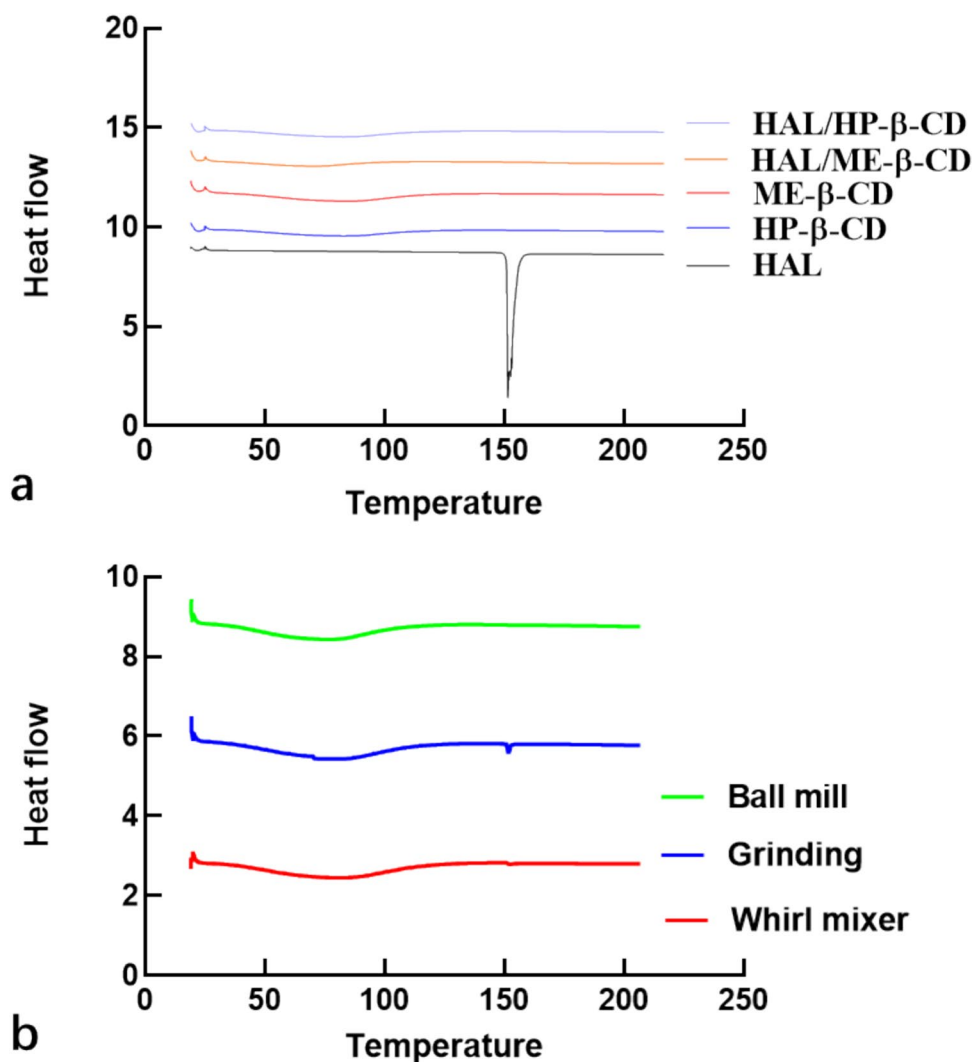 20
15
10
5
0
Heat flow
HAL/HP-β-CD
HAL/ME-β-CD
ME-β-CD
HP-β-CD
HAL
0 50 100 150 200 250
Temperature
a
10
8
6
4
2
0
Heat flow
Ball mill
Grinding
Whirl mixer
0 50 100 150 200 250
Temperature
b